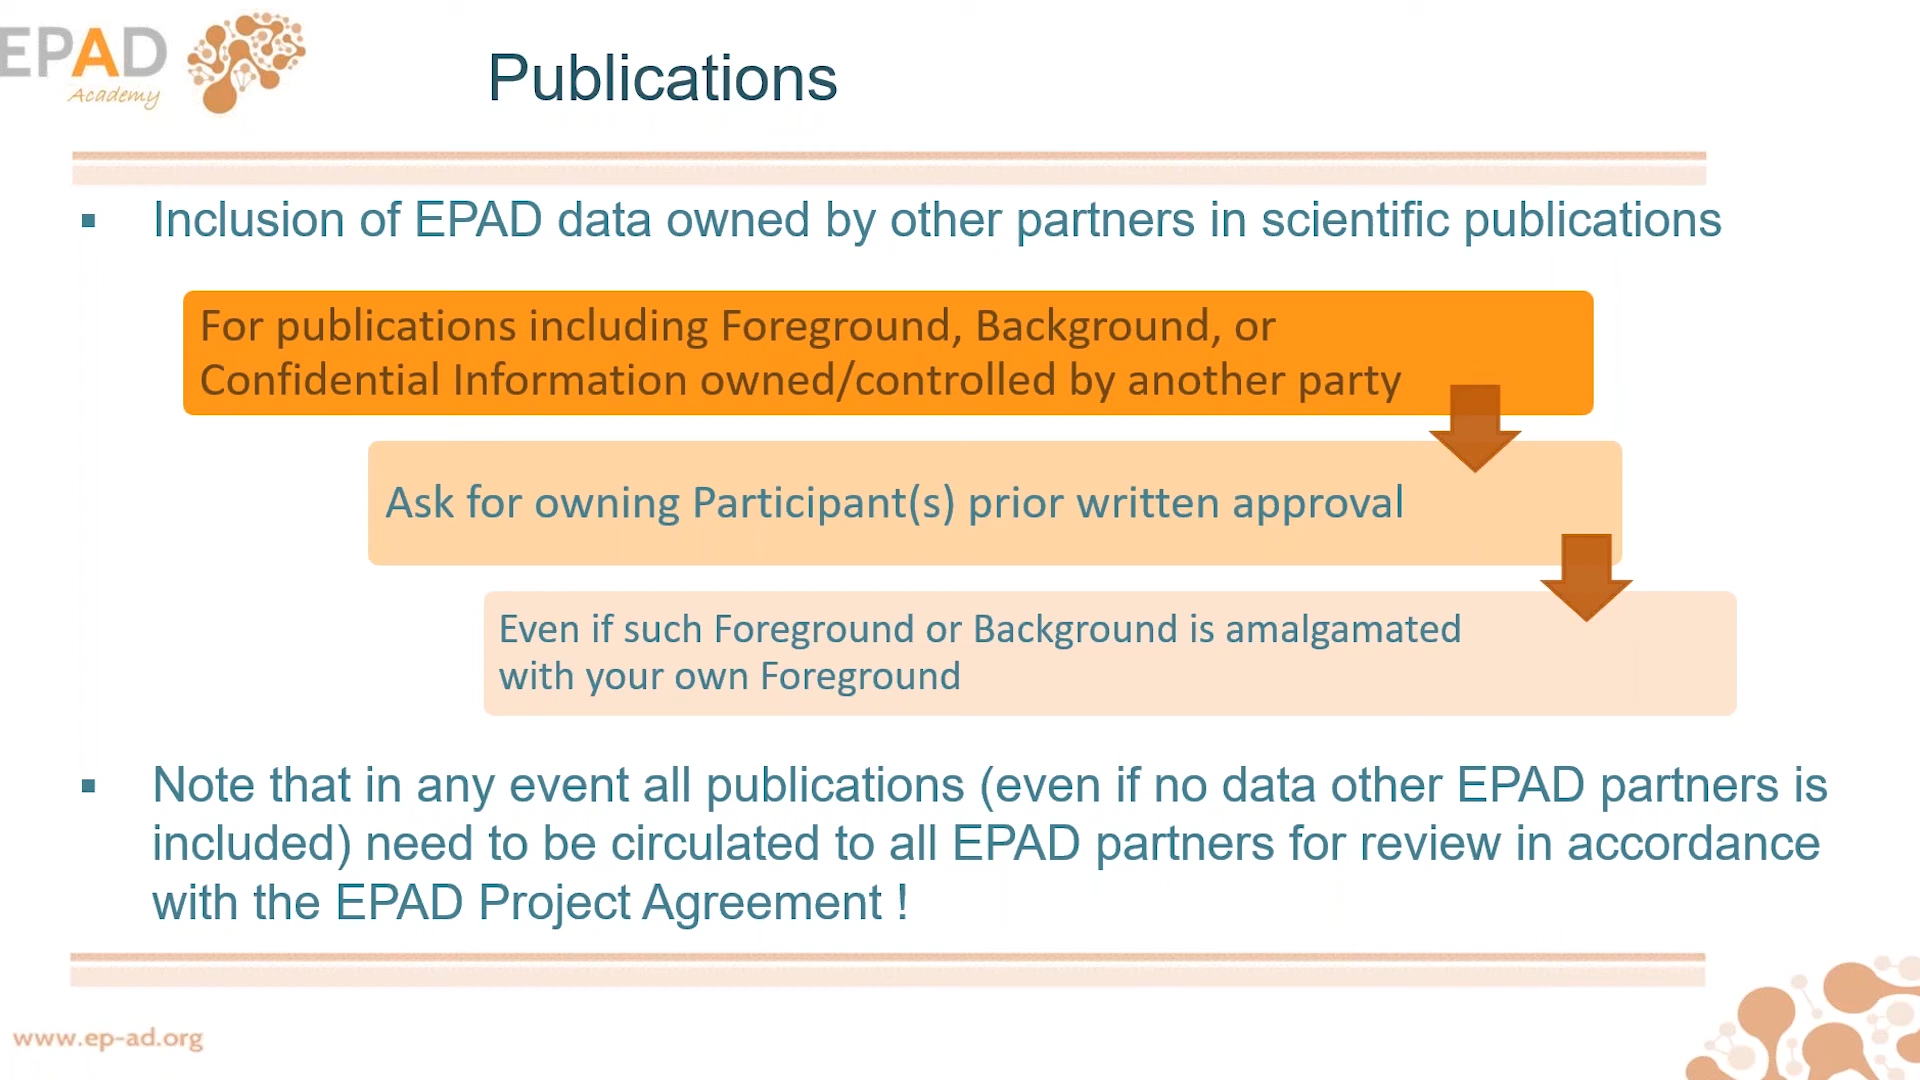 EPAD
Academy
Publications
▪ Inclusion of EPAD data owned by other partners in scientific publications
For publications including Foreground, Background, or
Confidential Information owned/controlled by another party
Ask for owning Participant(s) prior written approval
Even if such Foreground or Background is amalgamated
with your own Foreground
▪ Note that in any event all publications (even if no data other EPAD partners is
included) need to be circulated to all EPAD partners for review in accordance
with the EPAD Project Agreement !
www.ep-ad.org